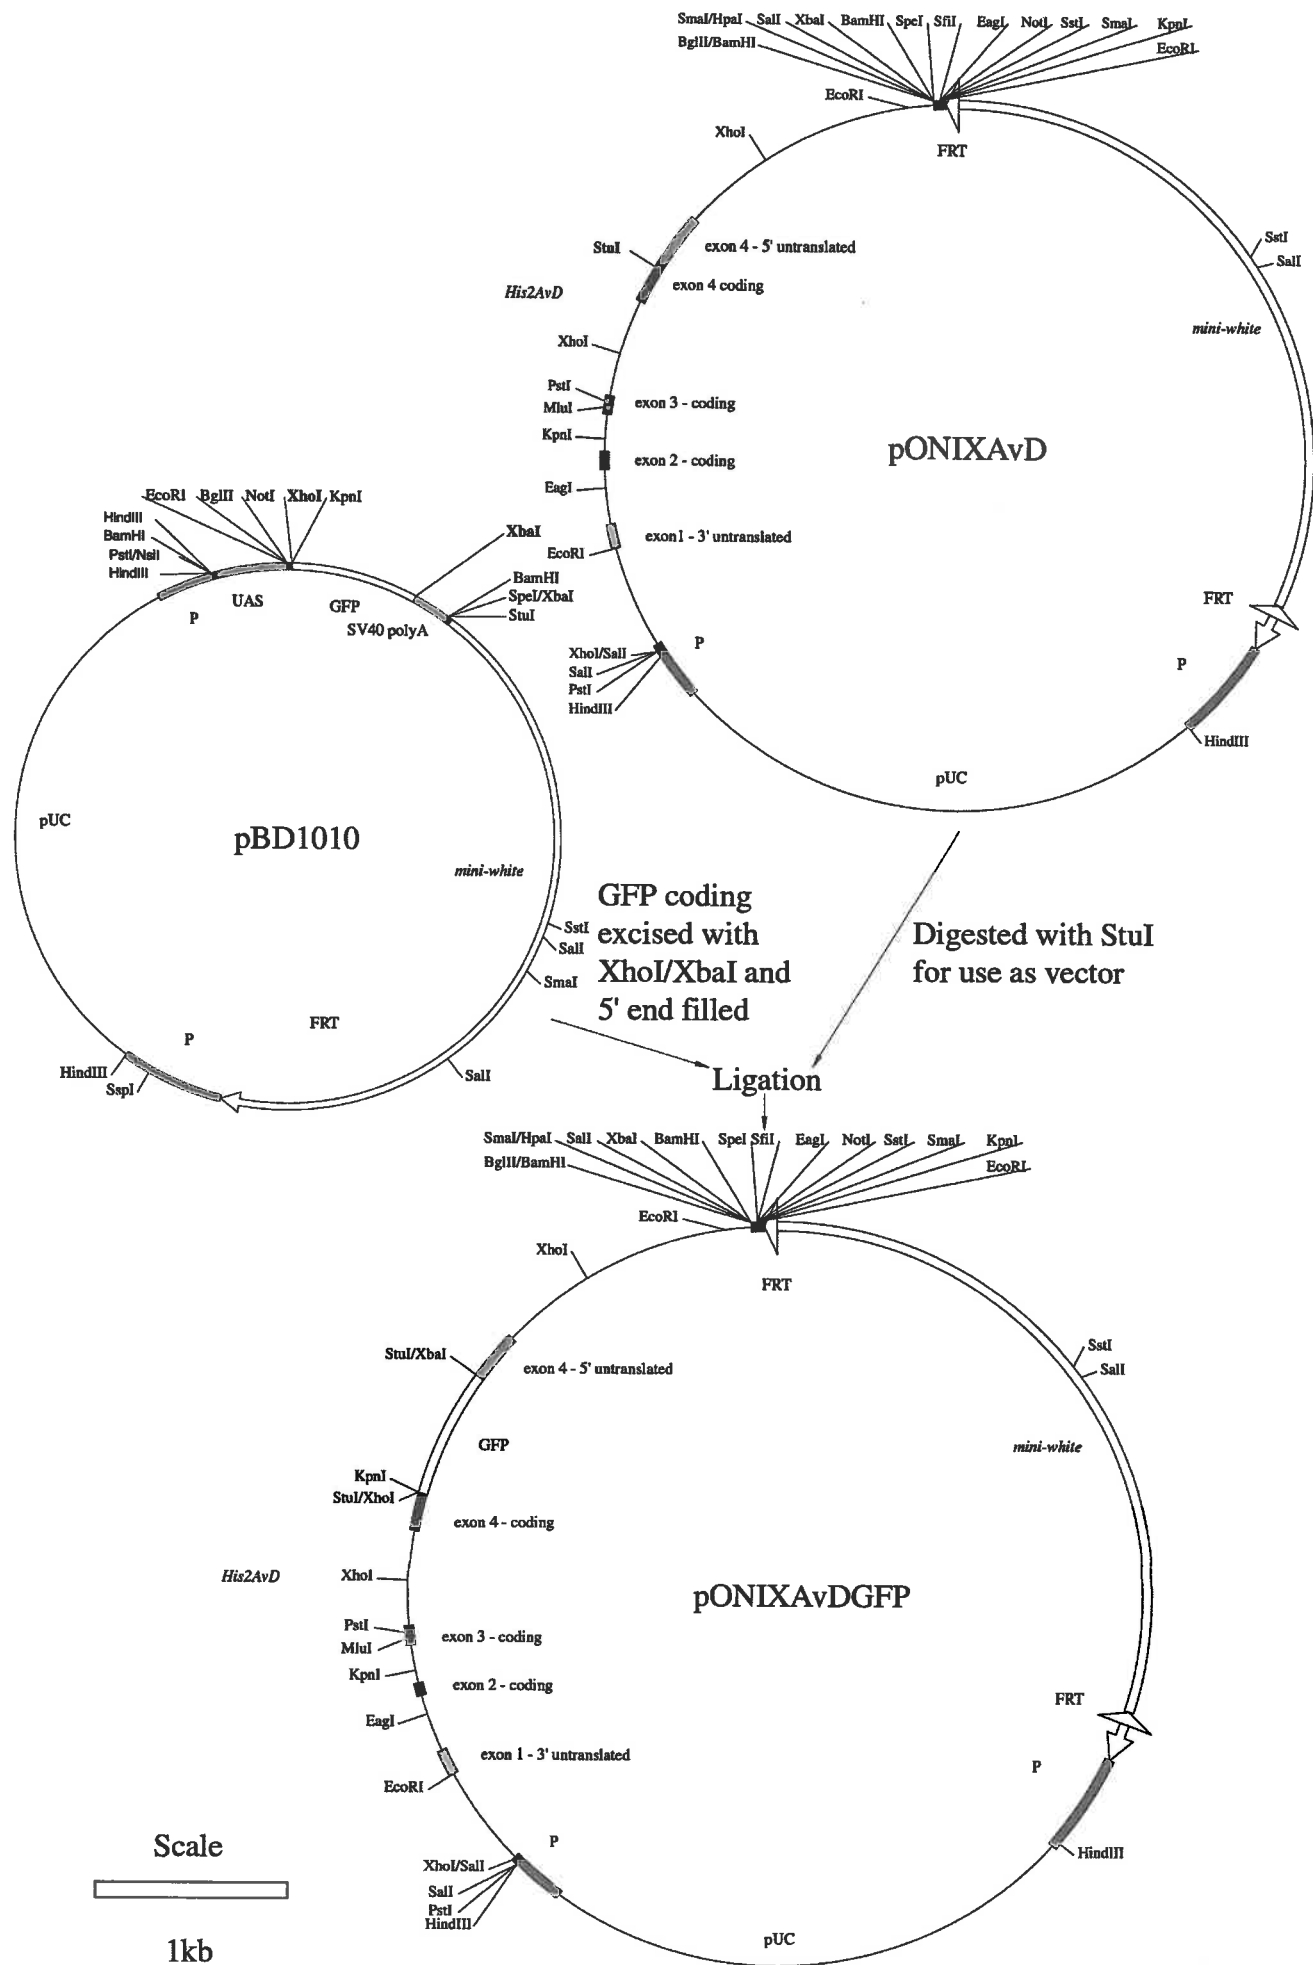 SmaI/HpaI SalI XbaI BamHI SpeI SfiI EagI NotI SstI SmaI KpnI
BglII/BamHI
EcoRI
EcoRI
XhoI
FRT
StuI
exon 4 - 5' untranslated
exon 4 coding
His2AvD
SstI
SalI
mini-white
XhoI
PstI
MluI
exon 3 - coding
KpnI
exon 2 - coding
pONIXAvD
EagI
exon1 - 3' untranslated
EcoRI
FRT
P
XhoI/SalI
SalI
PstI
HindIII
P
HindIII
pUC
EcoRI BglII NotI XhoI KpnI
HindIII
BamHI
PstI/NsiI
HindIII
XbaI
BamHI
SpeI/XbaI
StuI
P
UAS
GFP
SV40 polyA
pUC
pBD1010
mini-white
SstI
SalI
SmaI
FRT
P
HindIII
SspI
SalI
GFP coding
excised with
XhoI/XbaI and
5' end filled
Digested with StuI
for use as vector
Ligation
SmaI/HpaI SalI XbaI BamHI SpeI SfiI EagI NotI SstI SmaI KpnI
BglII/BamHI
EcoRI
EcoRI
XhoI
FRT
StuI/XbaI
exon 4 - 5' untranslated
SstI
SalI
GFP
mini-white
KpnI
StuI/XhoI
exon 4 - coding
His2AvD
XhoI
pONIXAvDGFP
PstI
MluI
exon 3 - coding
KpnI
exon 2 - coding
EagI
exon 1 - 3' untranslated
EcoRI
FRT
P
P
XhoI/SalI
SalI
PstI
HindIII
HindIII
pUC
Scale
1kb